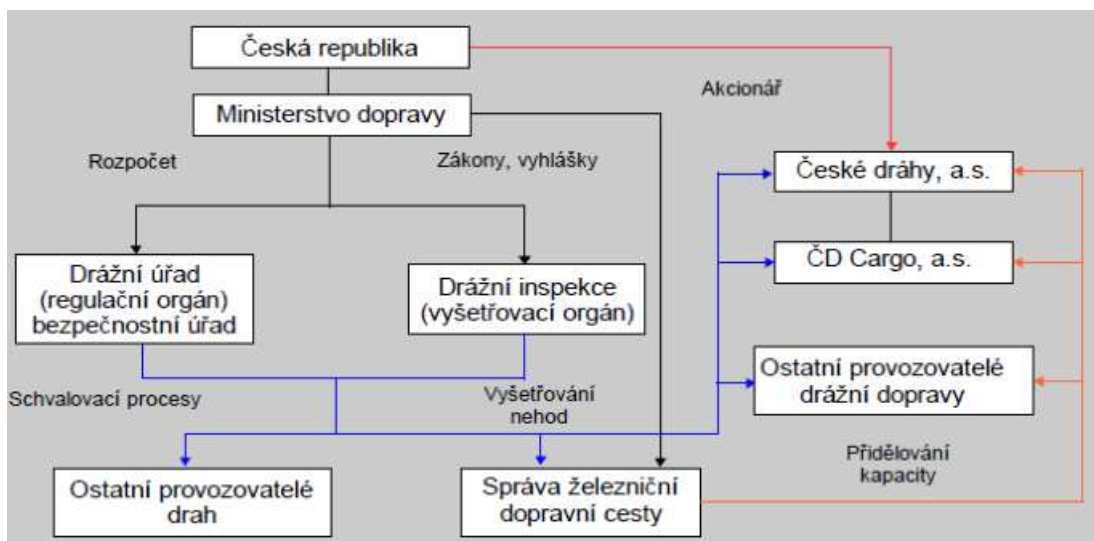 Česká republika
Akcionář
Ministerstvo dopravy
Rozpočet
Zákony, vyhlášky
České dráhy, a.s.
ČD Cargo, a.s.
Drážní úřad
(regulační orgán)
bezpečnostní úřad
Drážní inspekce
(vyšetřovací orgán)
Ostatní provozovatelé
drážní dopravy
Schvalovací procesy
Vyšetřování
nehod
Přidělování
kapacity
Ostatní provozovatelé
drah
Správa železniční
dopravní cesty